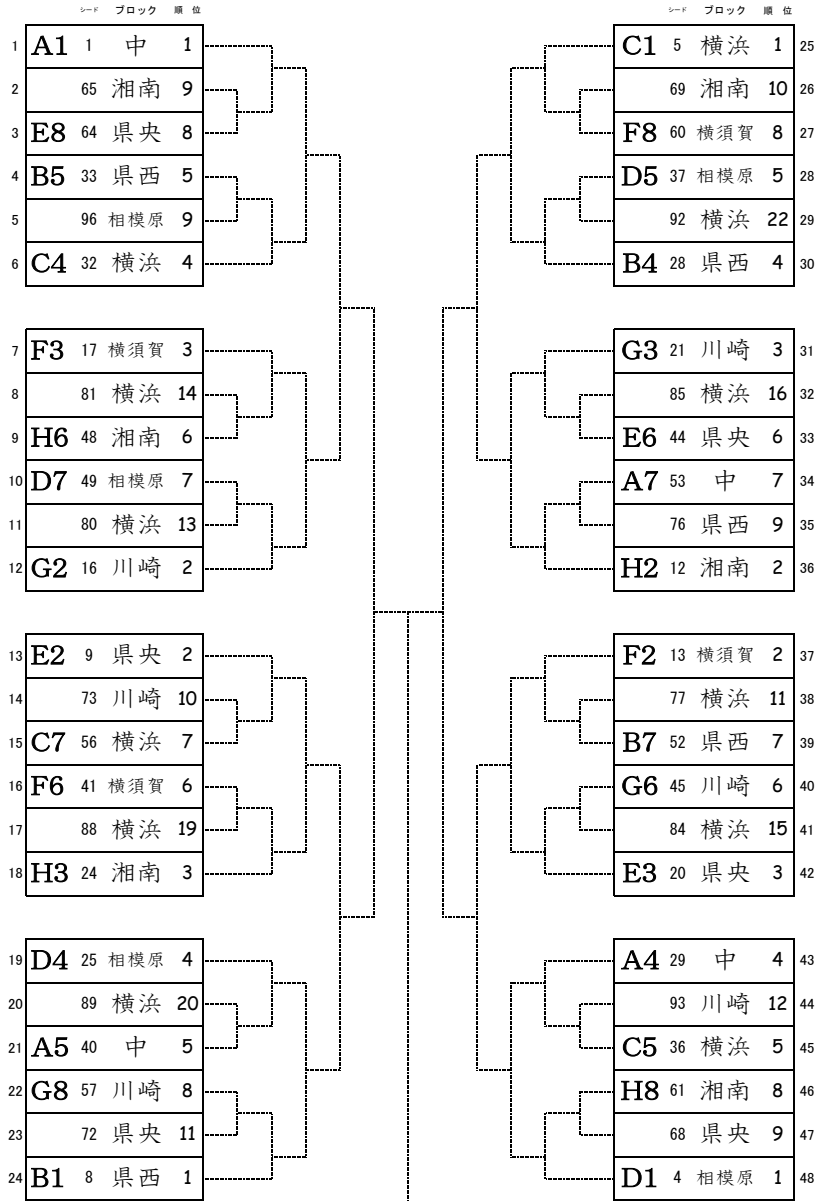 シード ブロック 順 位
1 A1 1 中 1
2 65 湘南 9
3 E8 64 県央 8
4 B5 33 県西 5
5 96 相模原 9
6 C4 32 横浜 4
7 F3 17 横須賀 3
8 81 横浜 14
9 H6 48 湘南 6
10 D7 49 相模原 7
11 80 横浜 13
12 G2 16 川崎 2
13 E2 9 県央 2
14 73 川崎 10
15 C7 56 横浜 7
16 F6 41 横須賀 6
17 88 横浜 19
18 H3 24 湘南 3
19 D4 25 相模原 4
20 89 横浜 20
21 A5 40 中 5
22 G8 57 川崎 8
23 72 県央 11
24 B1 8 県西 1
シード ブロック 順 位
C1 5 横浜 1 25
69 湘南 10 26
F8 60 横須賀 8 27
D5 37 相模原 5 28
92 横浜 22 29
B4 28 県西 4 30
G3 21 川崎 3 31
85 横浜 16 32
E6 44 県央 6 33
A7 53 中 7 34
76 県西 9 35
H2 12 湘南 2 36
F2 13 横須賀 2 37
77 横浜 11 38
B7 52 県西 7 39
G6 45 川崎 6 40
84 横浜 15 41
E3 20 県央 3 42
A4 29 中 4 43
93 川崎 12 44
C5 36 横浜 5 45
H8 61 湘南 8 46
68 県央 9 47
D1 4 相模原 1 48